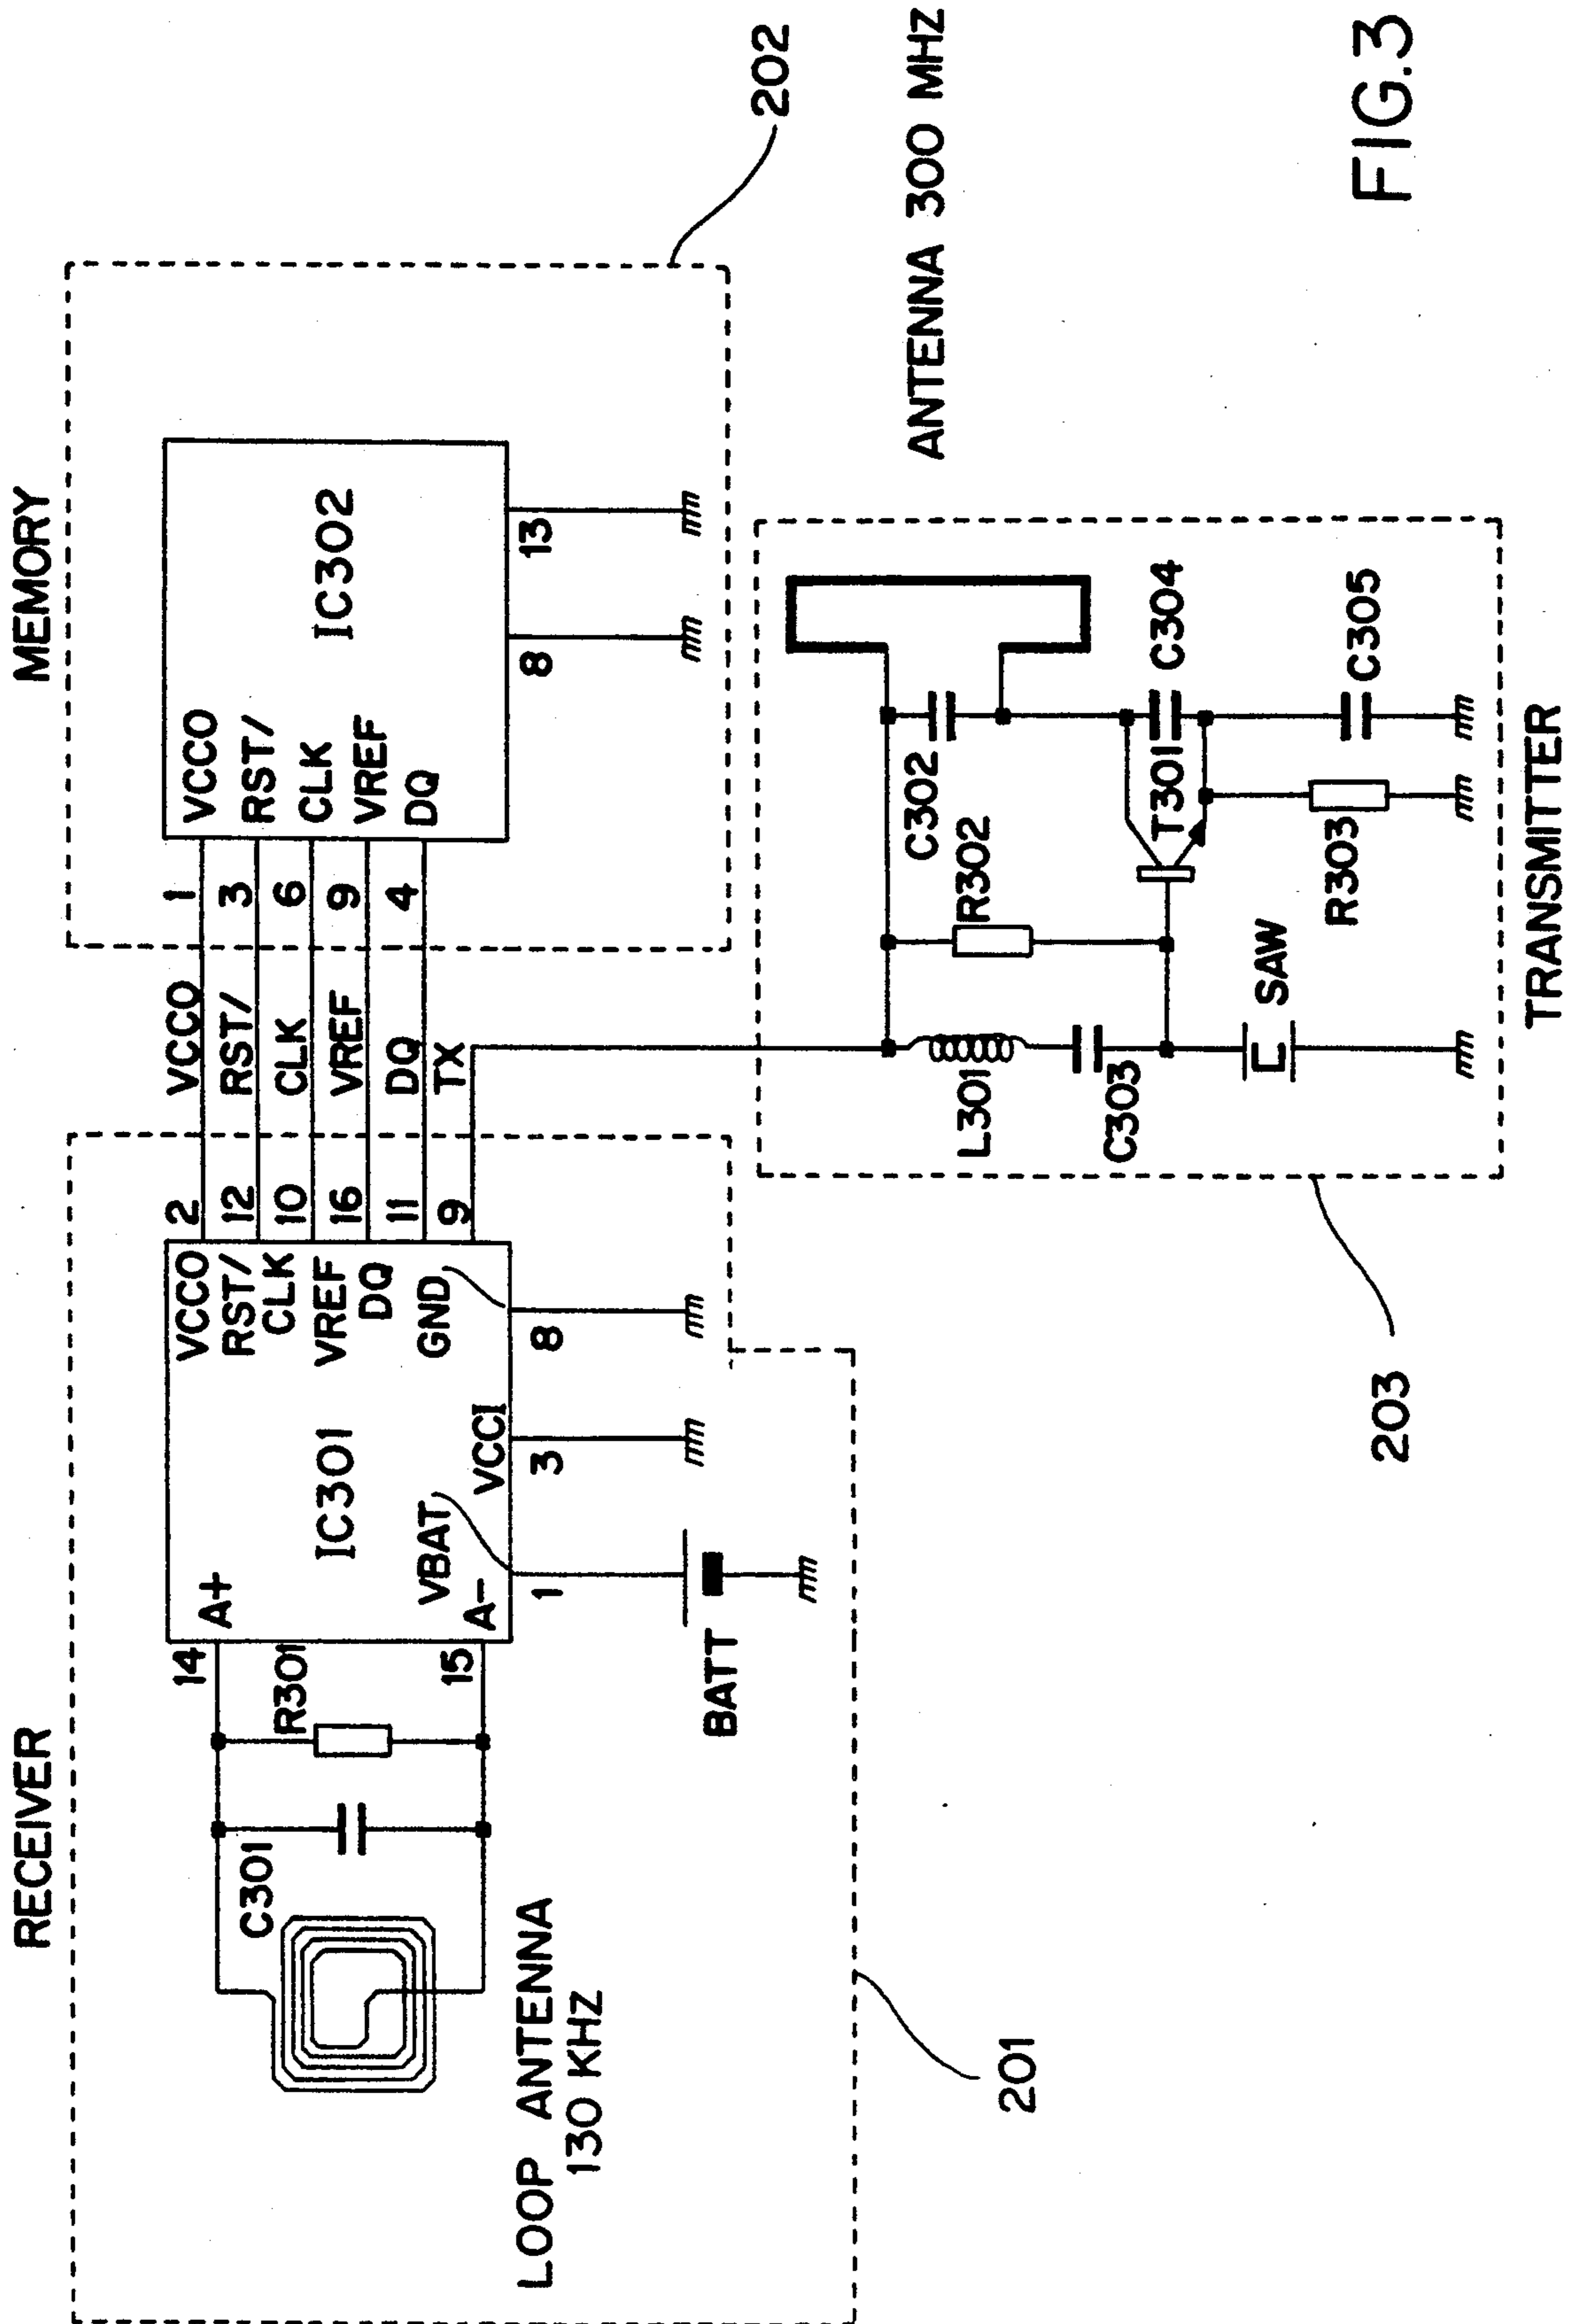 RECEIVER
MEMORY
LOOP ANTENNA
130 KHZ
C301
R301
14
15
A+
A-
IC301
VBAT
VCCI
GND
VCCO
RST/
CLK
VREF
DQ
1
3
8
BATT
2
12
10
16
11
9
VCCO
RST/
CLK
VREF
DQ
TX
1
3
6
9
4
VCCO
RST/
CLK
VREF
DQ
IC302
8
13
201
202
203
L301
C303
R302
C302
SAW
T301
C304
R303
C305
ANTENNA 300 MHZ
TRANSMITTER
FIG.3